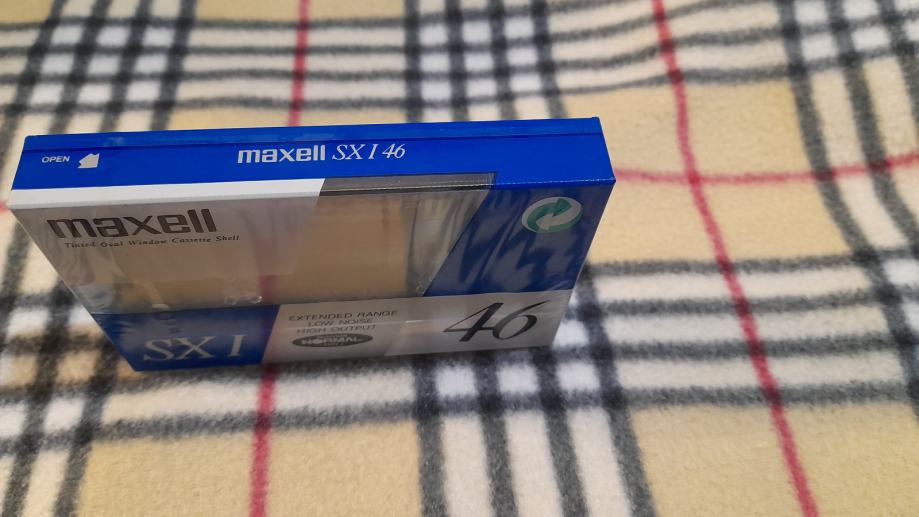 OPEN
maxell SX I 46
maxell
Tinted Oval Window Cassette Shell
EXTENDED RANGE
LOW NOISE
HIGH OUTPUT
NORMAL
SX I
46